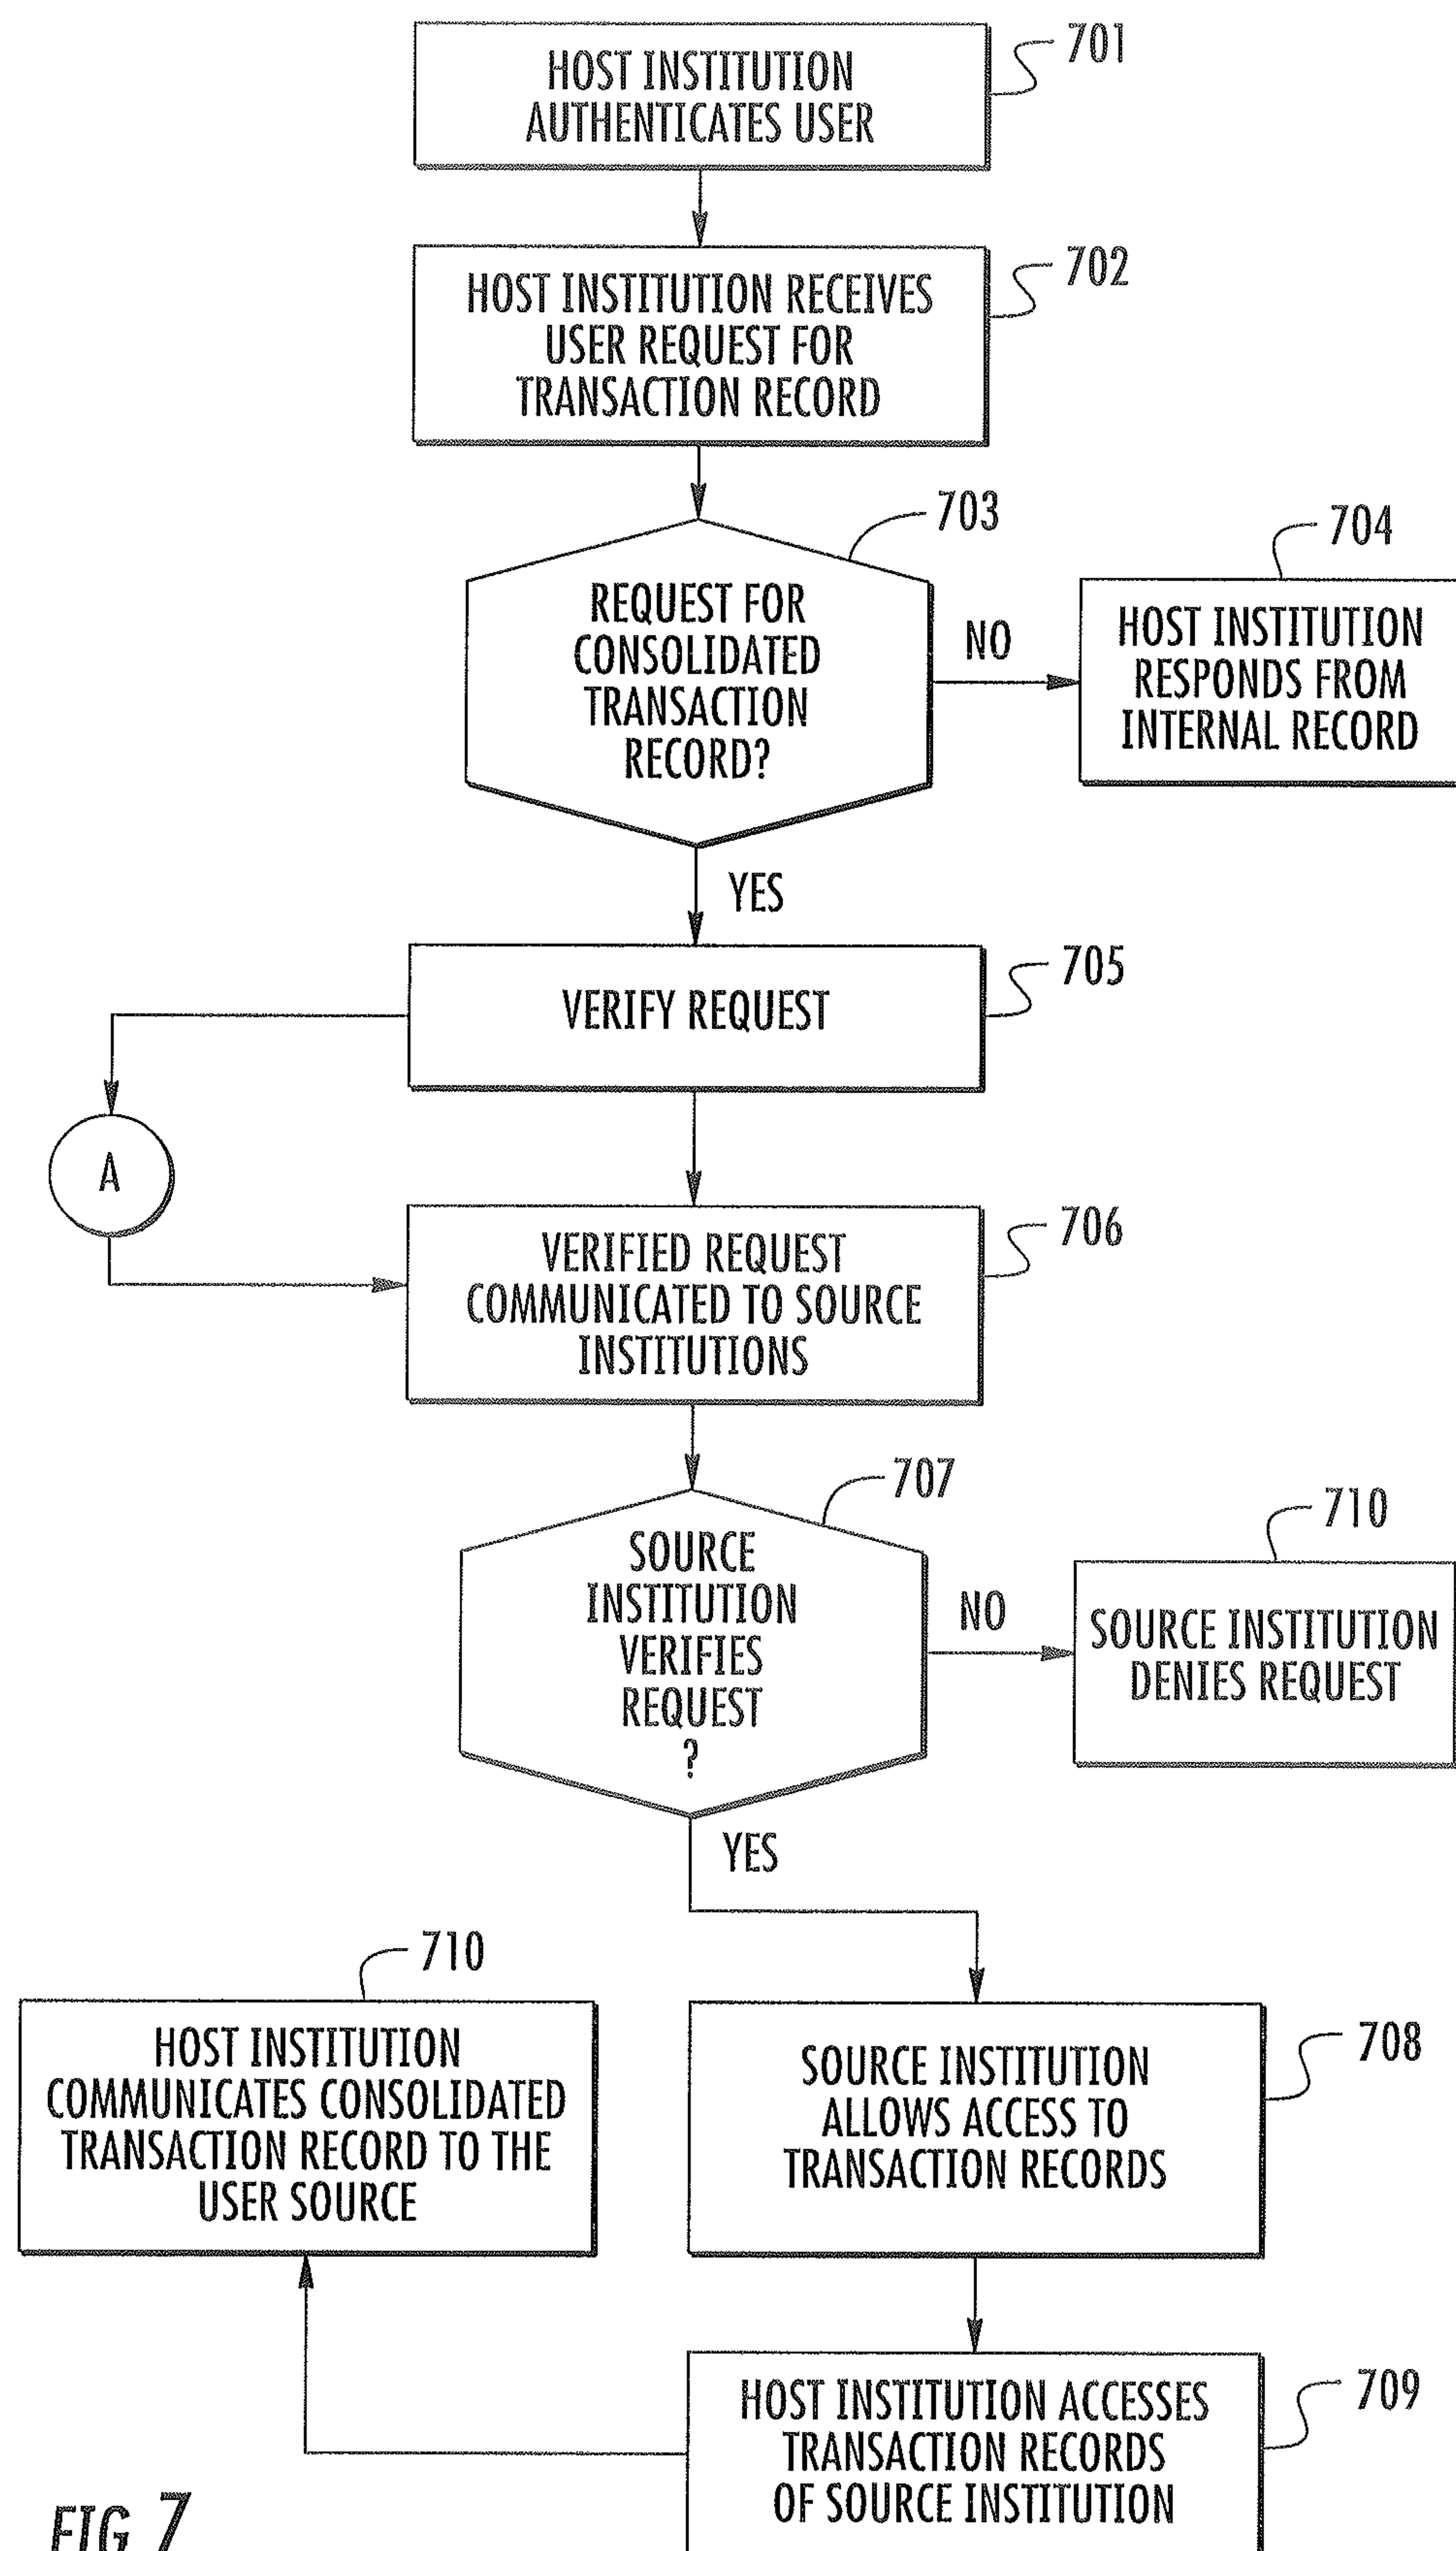 701
HOST INSTITUTION
AUTHENTICATES USER
702
HOST INSTITUTION RECEIVES
USER REQUEST FOR
TRANSACTION RECORD
703
REQUEST FOR
CONSOLIDATED
TRANSACTION
RECORD?
NO
704
HOST INSTITUTION
RESPONDS FROM
INTERNAL RECORD
YES
705
VERIFY REQUEST
A
706
VERIFIED REQUEST
COMMUNICATED TO SOURCE
INSTITUTIONS
707
SOURCE
INSTITUTION
VERIFIES
REQUEST
?
NO
710
SOURCE INSTITUTION
DENIES REQUEST
YES
710
HOST INSTITUTION
COMMUNICATES CONSOLIDATED
TRANSACTION RECORD TO THE
USER SOURCE
708
SOURCE INSTITUTION
ALLOWS ACCESS TO
TRANSACTION RECORDS
709
HOST INSTITUTION ACCESSES
TRANSACTION RECORDS
OF SOURCE INSTITUTION
FIG 7